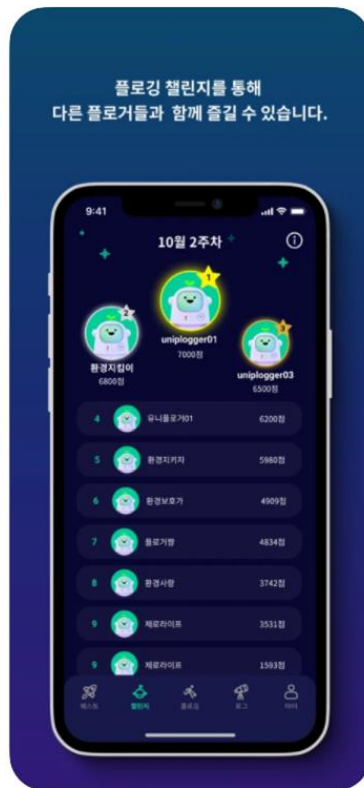 플로깅 챌린지를 통해
다른 플로거들과 함께 즐길 수 있습니다.
9:41
10월 2주차
1
2
3
uniplogger01
7000점
환경지킴이
6800점
uniplogger03
6500점
4 유니플로거01 6200점
5 환경지키자 5980점
6 환경보호가 4909점
7 플로거짱 4834점
8 환경사랑 3742점
9 제로라이프 3531점
9 제로라이프 1593점
퀘스트 챌린지 플로깅 로그